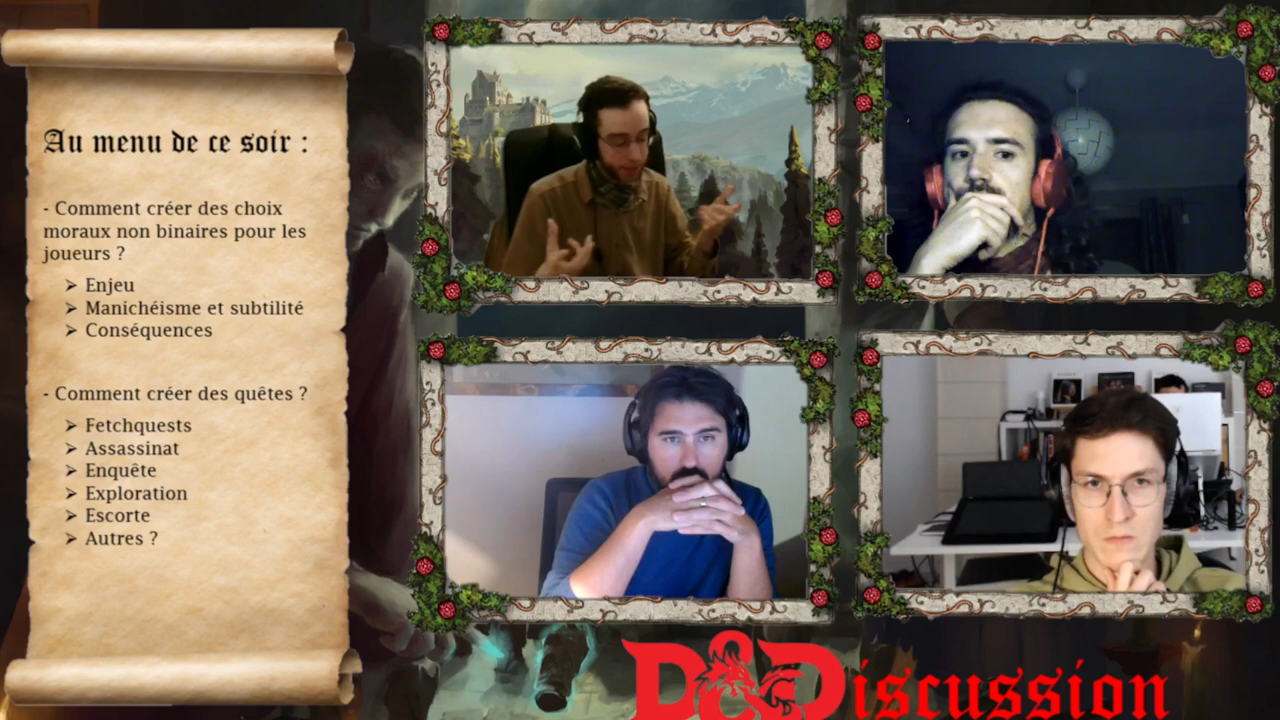 Au menu de ce soir :
- Comment créer des choix
moraux non binaires pour les
joueurs ?
➤ Enjeu
➤ Manichéisme et subtilité
➤ Conséquences
- Comment créer des quêtes ?
➤ Fetchquests
➤ Assassinat
➤ Enquête
➤ Exploration
➤ Escorte
➤ Autres ?
D&Discussion